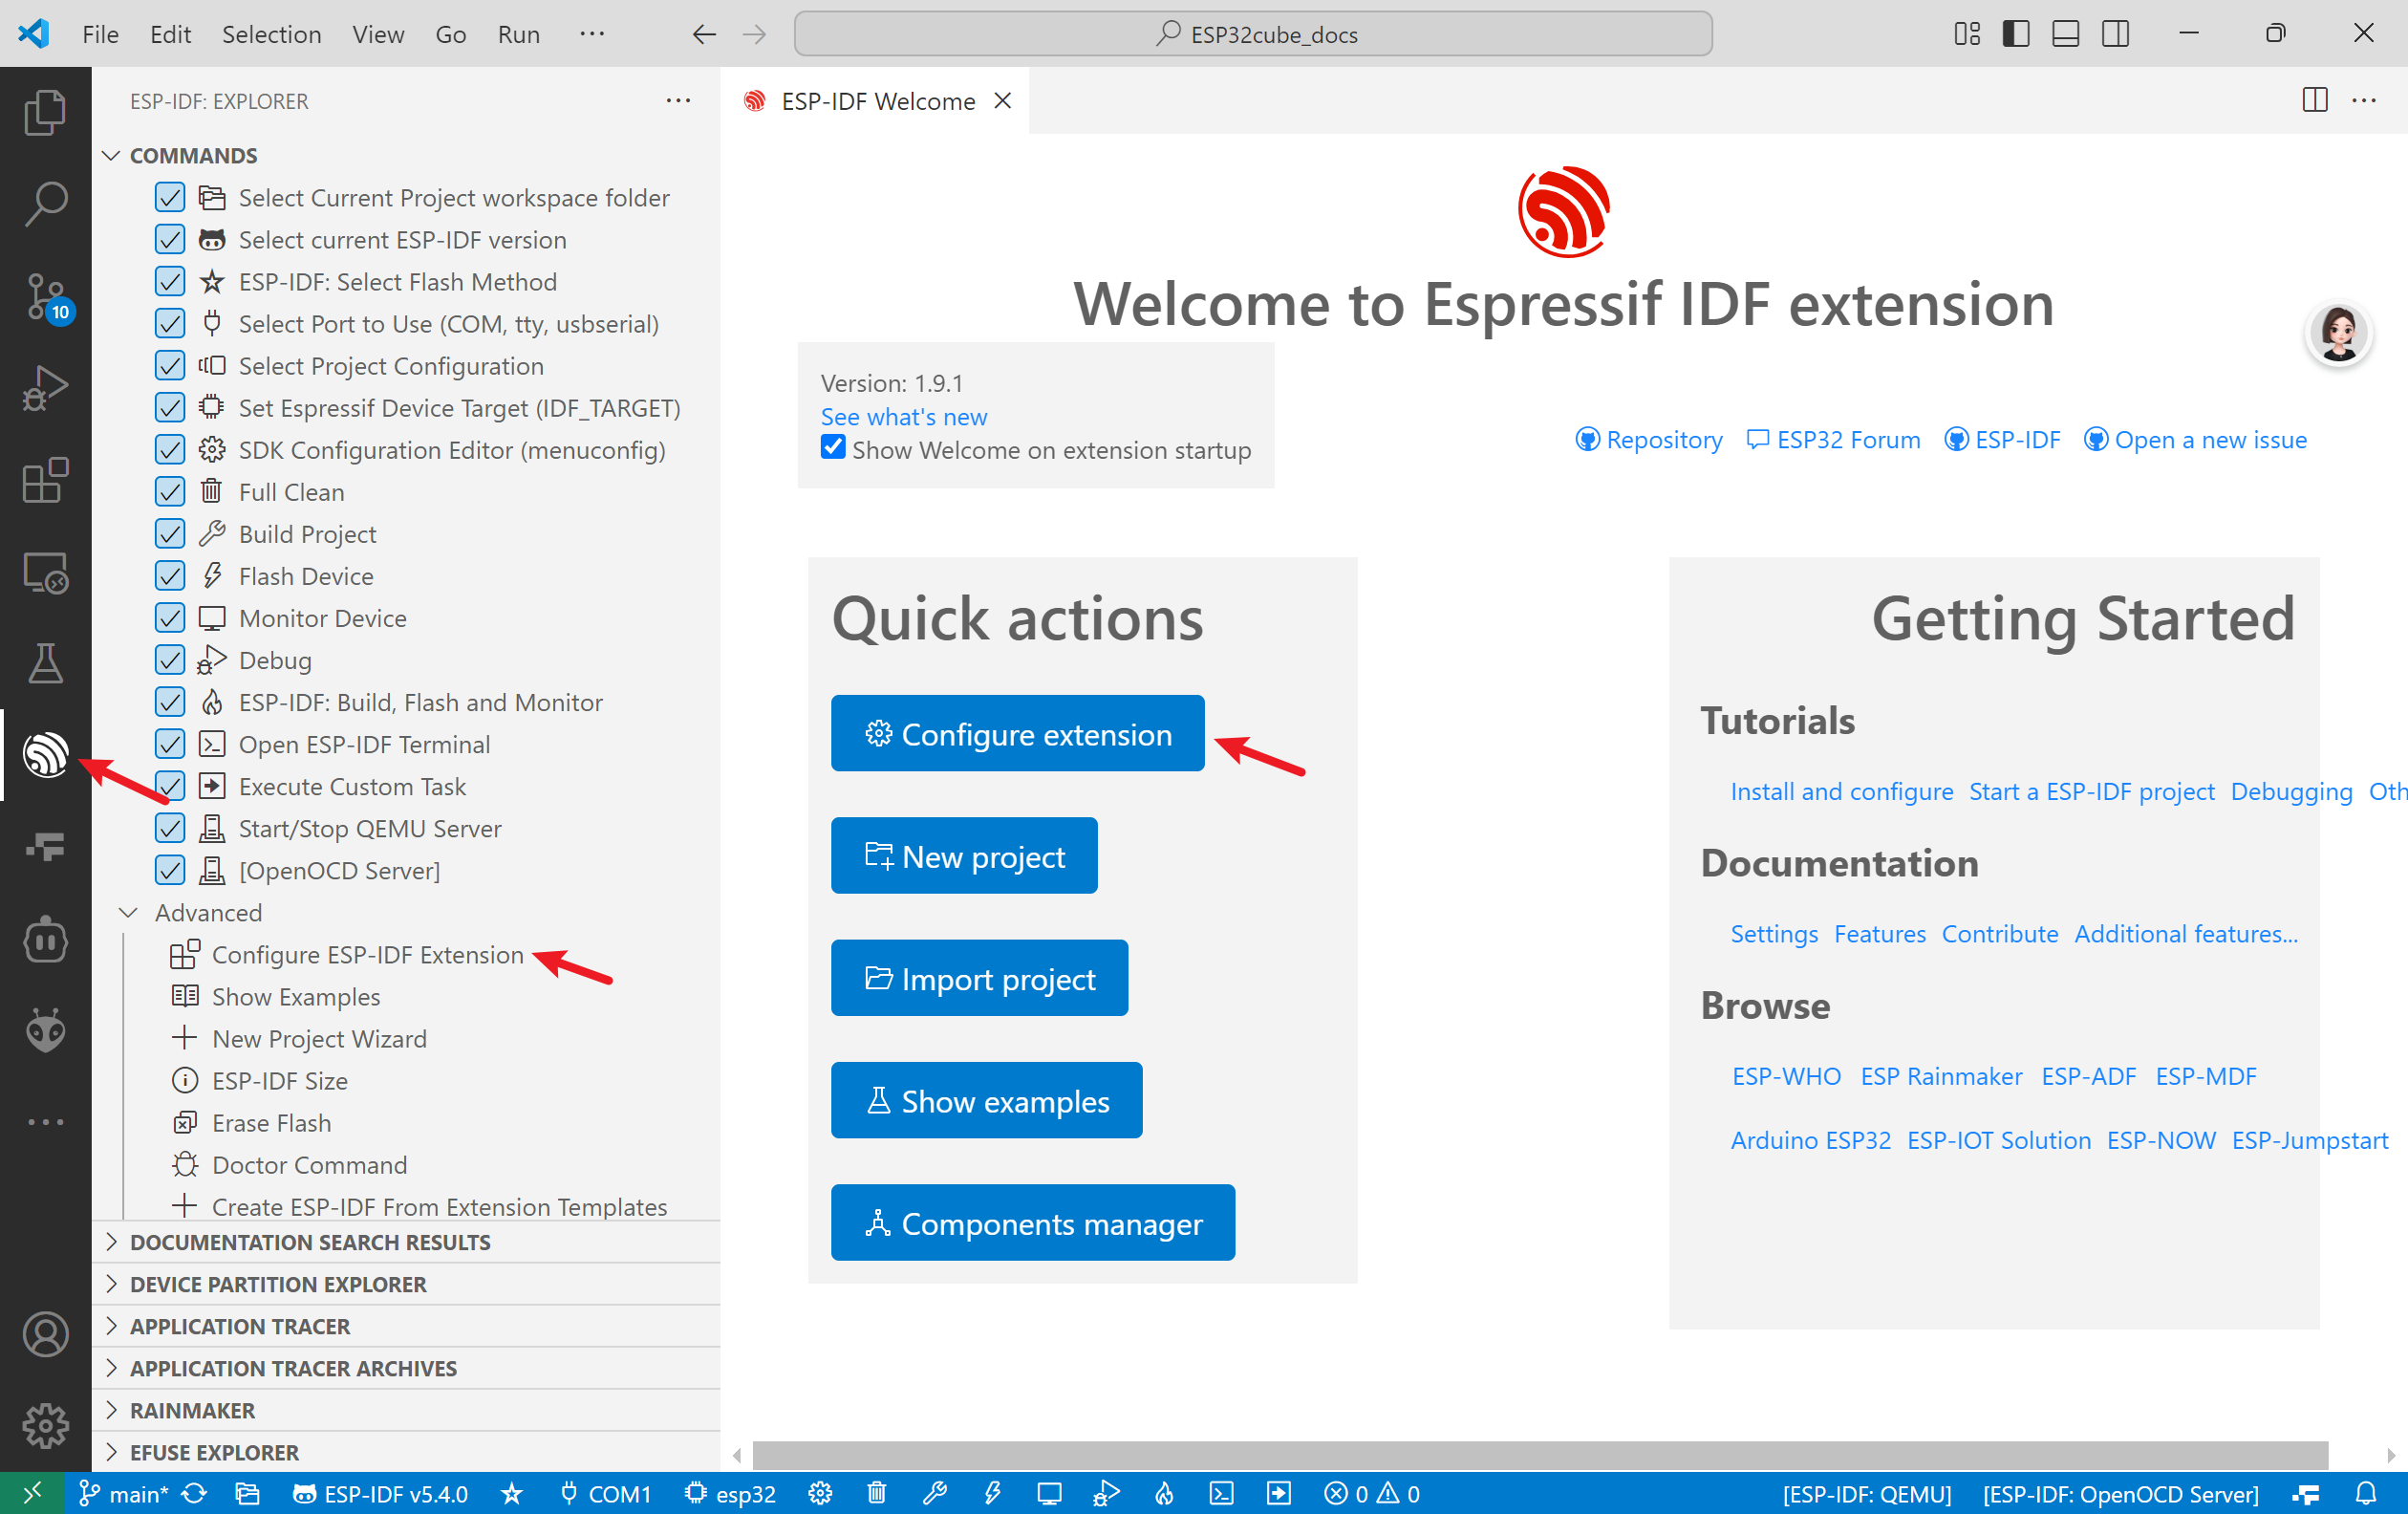 File Edit Selection View Go Run ···
ESP32cube_docs
ESP-IDF: EXPLORER
COMMANDS
Select Current Project workspace folder
Select current ESP-IDF version
ESP-IDF: Select Flash Method
Select Port to Use (COM, tty, usbserial)
Select Project Configuration
Set Espressif Device Target (IDF_TARGET)
SDK Configuration Editor (menuconfig)
Full Clean
Build Project
Flash Device
Monitor Device
Debug
ESP-IDF: Build, Flash and Monitor
Open ESP-IDF Terminal
Execute Custom Task
Start/Stop QEMU Server
[OpenOCD Server]
Advanced
Configure ESP-IDF Extension
Show Examples
New Project Wizard
ESP-IDF Size
Erase Flash
Doctor Command
Create ESP-IDF From Extension Templates
DOCUMENTATION SEARCH RESULTS
DEVICE PARTITION EXPLORER
APPLICATION TRACER
APPLICATION TRACER ARCHIVES
RAINMAKER
EFUSE EXPLORER
10
ESP-IDF Welcome
Welcome to Espressif IDF extension
Version: 1.9.1
See what's new
Show Welcome on extension startup
Repository ESP32 Forum ESP-IDF Open a new issue
Quick actions
Configure extension
New project
Import project
Show examples
Components manager
Getting Started
Tutorials
Install and configure Start a ESP-IDF project Debugging Oth
Documentation
Settings Features Contribute Additional features...
Browse
ESP-WHO ESP Rainmaker ESP-ADF ESP-MDF
Arduino ESP32 ESP-IOT Solution ESP-NOW ESP-Jumpstart
main* ESP-IDF v5.4.0 COM1 esp32 0 0 [ESP-IDF: QEMU] [ESP-IDF: OpenOCD Server]